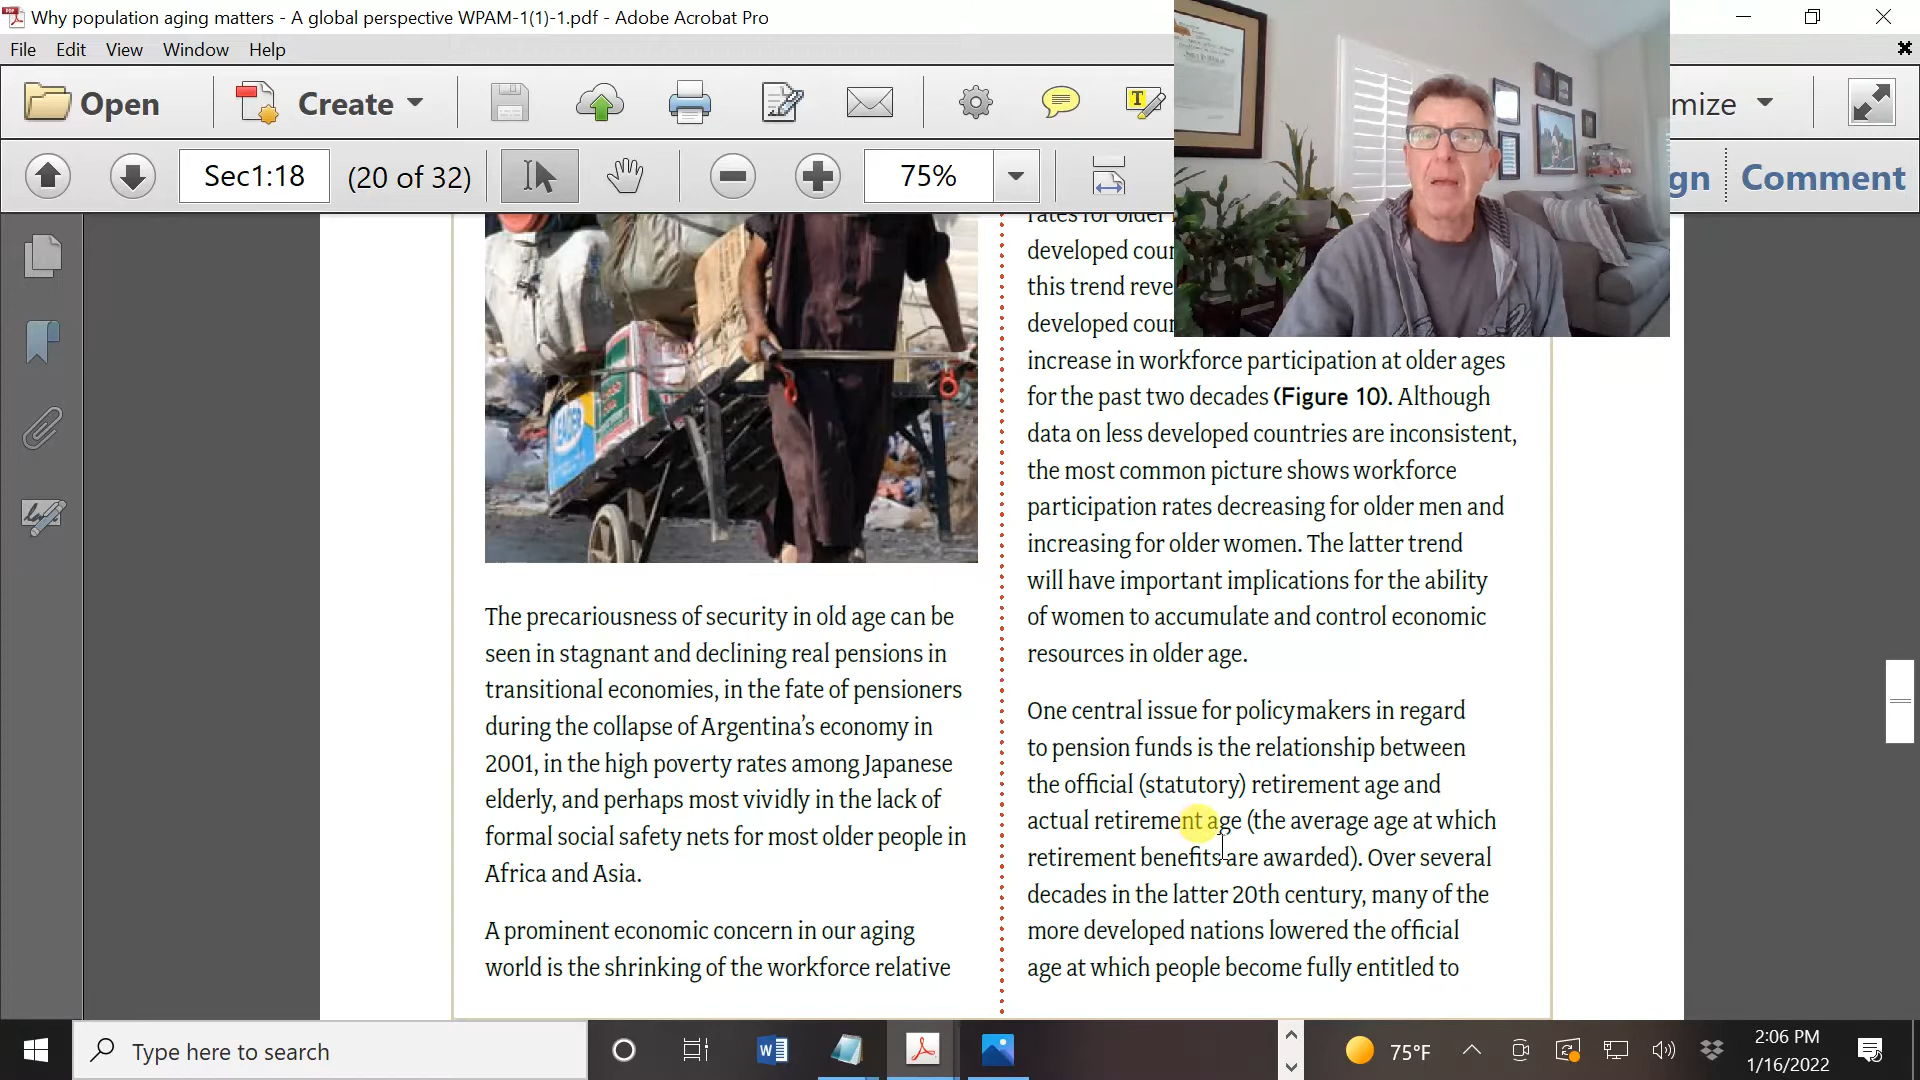 Why population aging matters - A global perspective WPAM-1(1)-1.pdf - Adobe Acrobat Pro
File Edit View Window Help
Open Create mize
Sec1:18 (20 of 32) 75% gn Comment
The precariousness of security in old age can be
seen in stagnant and declining real pensions in
transitional economies, in the fate of pensioners
during the collapse of Argentina’s economy in
2001, in the high poverty rates among Japanese
elderly, and perhaps most vividly in the lack of
formal social safety nets for most older people in
Africa and Asia.
A prominent economic concern in our aging
world is the shrinking of the workforce relative
rates for older
developed cour
this trend reve
developed cour
increase in workforce participation at older ages
for the past two decades (Figure 10). Although
data on less developed countries are inconsistent,
the most common picture shows workforce
participation rates decreasing for older men and
increasing for older women. The latter trend
will have important implications for the ability
of women to accumulate and control economic
resources in older age.
One central issue for policymakers in regard
to pension funds is the relationship between
the official (statutory) retirement age and
actual retirement age (the average age at which
retirement benefits are awarded). Over several
decades in the latter 20th century, many of the
more developed nations lowered the official
age at which people become fully entitled to
Type here to search
75°F
2:06 PM
1/16/2022